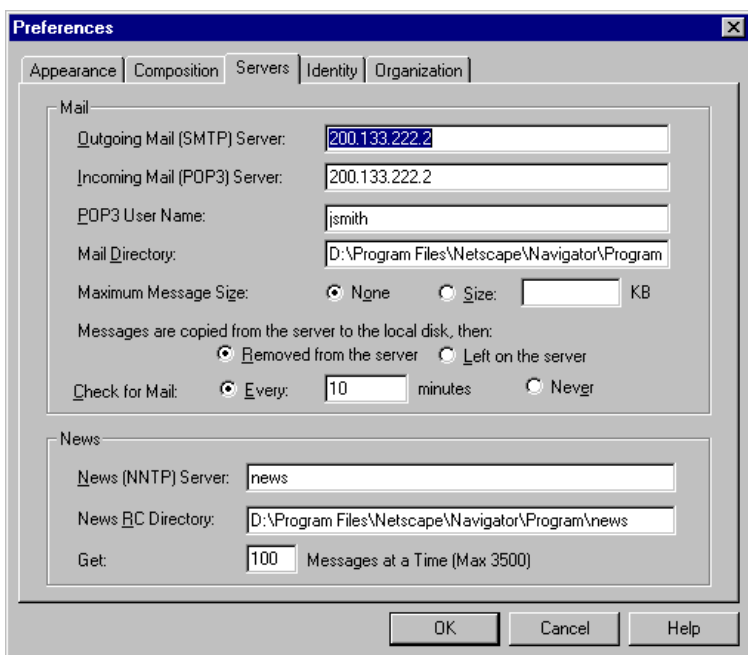 Preferences
Appearance Composition Servers Identity Organization
Mail
Outgoing Mail (SMTP) Server: 200.133.222.2
Incoming Mail (POP3) Server: 200.133.222.2
POP3 User Name: jsmith
Mail Directory: D:\Program Files\Netscape\Navigator\Program
Maximum Message Size: None Size: KB
Messages are copied from the server to the local disk, then:
Removed from the server Left on the server
Check for Mail: Every: 10 minutes Never
News
News (NNTP) Server: news
News RC Directory: D:\Program Files\Netscape\Navigator\Program\news
Get: 100 Messages at a Time (Max 3500)
OK Cancel Help